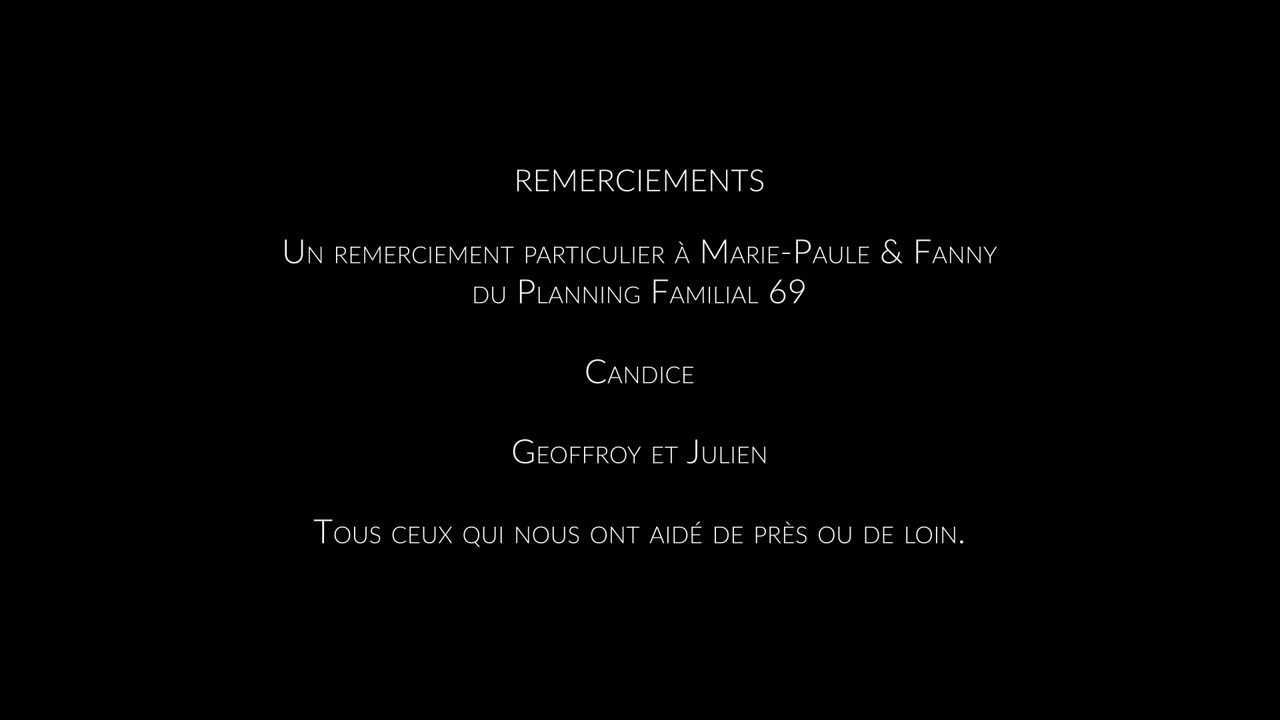 REMERCIEMENTS
Un remerciement particulier à Marie-Paule & Fanny
du Planning Familial 69
Candice
Geoffroy et Julien
Tous ceux qui nous ont aidé de près ou de loin.